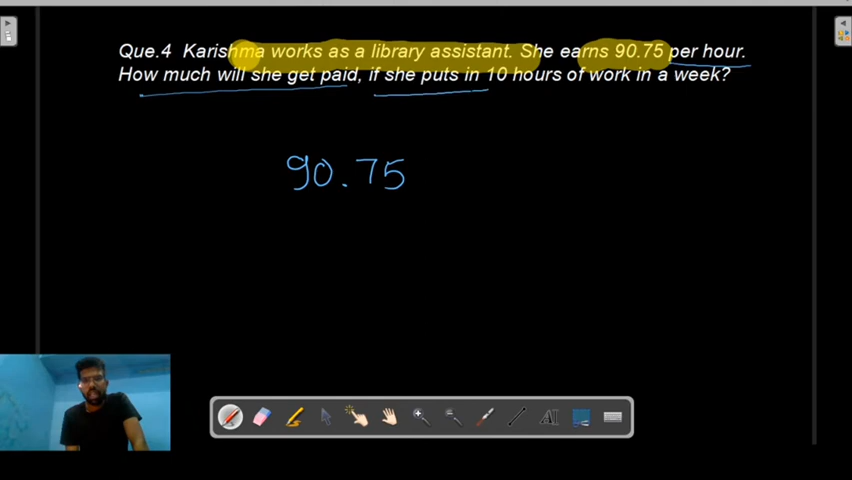 Que.4 Karishma works as a library assistant. She earns 90.75 per hour.
How much will she get paid, if she puts in 10 hours of work in a week?
90.75
AI